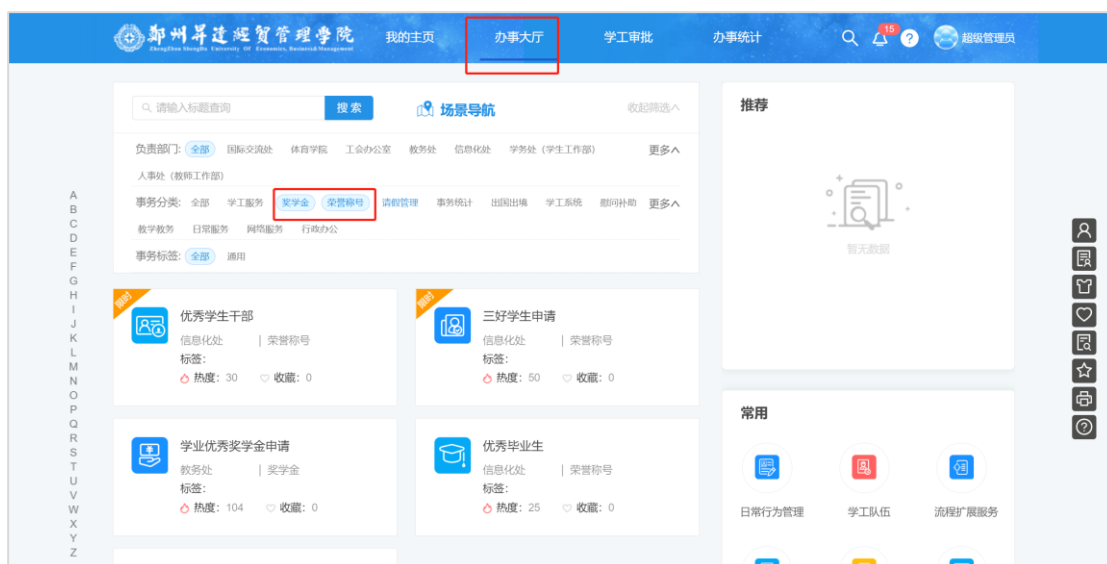 郑州昇达经贸管理学院 我的主页 办事大厅 学工审批 办事统计 15 超级管理员
ZhengZhou Shengda University Of Economics, Business& Management
请输入标题查询 搜索 场景导航 收起筛选
负责部门: 全部 国际交流处 体育学院 工会办公室 教务处 信息化处 学务处（学生工作部） 更多
人事处（教师工作部）
事务分类: 全部 学工服务 奖学金 荣誉称号 请假管理 事务统计 出国出境 学工系统 慰问补助 更多
教学教务 日常服务 网络服务 行政办公
事务标签: 全部 通用
A
B
C
D
E
F
G
H
I
J
K
L
M
N
O
P
Q
R
S
T
U
V
W
X
Y
Z
限时
优秀学生干部
信息化处 | 荣誉称号
标签:
热度: 30 收藏: 0
限时
三好学生申请
信息化处 | 荣誉称号
标签:
热度: 50 收藏: 0
学业优秀奖学金申请
教务处 | 奖学金
标签:
热度: 104 收藏: 0
优秀毕业生
信息化处 | 荣誉称号
标签:
热度: 25 收藏: 0
推荐
暂无数据
常用
日常行为管理 学工队伍 流程扩展服务